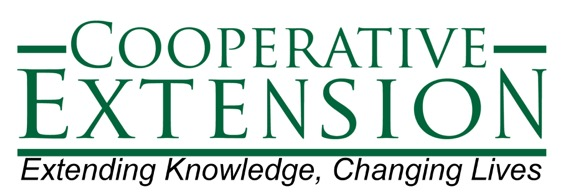 COOPERATIVE
EXTENSION
Extending Knowledge, Changing Lives